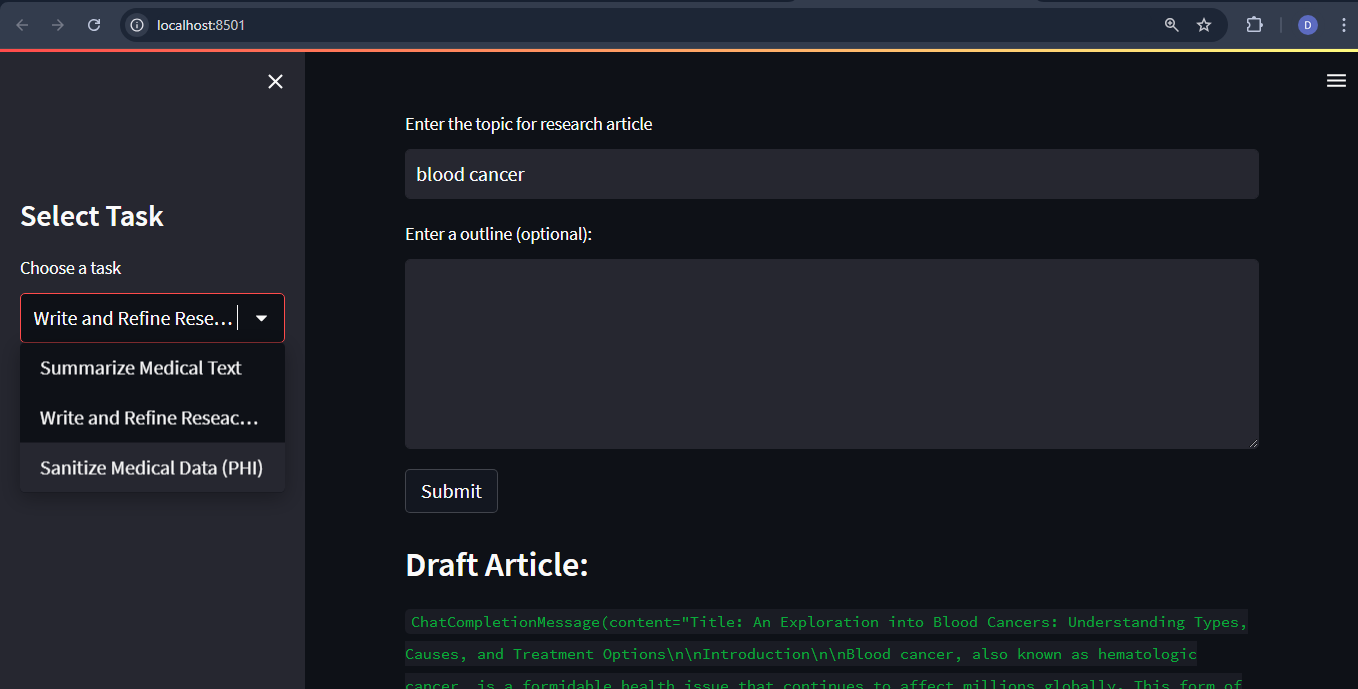 localhost:8501
D
Select Task
Choose a task
Write and Refine Rese...
Summarize Medical Text
Write and Refine Reseac...
Sanitize Medical Data (PHI)
Enter the topic for research article
blood cancer
Enter a outline (optional):
Submit
Draft Article:
ChatCompletionMessage(content="Title: An Exploration into Blood Cancers: Understanding Types,
Causes, and Treatment Options\n\nIntroduction\n\nBlood cancer, also known as hematologic
cancer, is a formidable health issue that continues to affect millions globally. This form of